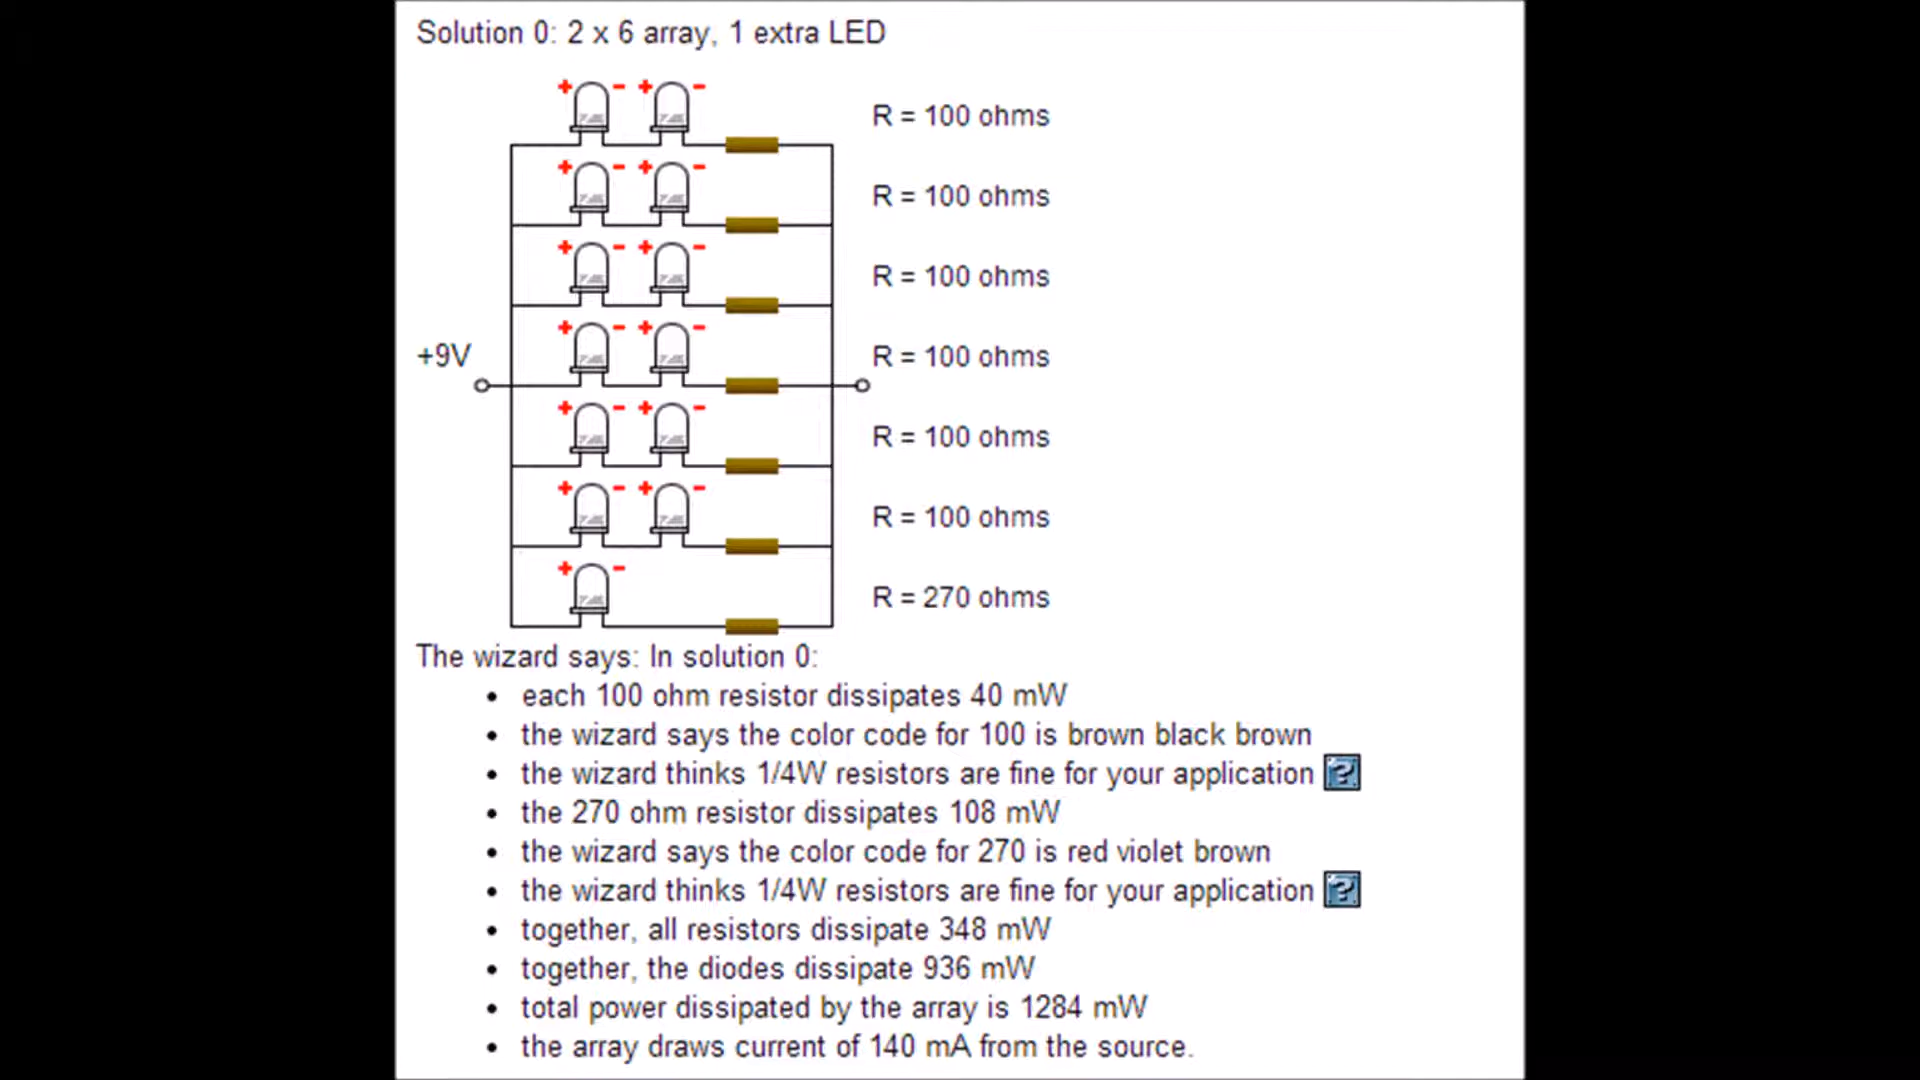 Solution 0: 2 x 6 array, 1 extra LED
+ - + -
R = 100 ohms
+ - + -
R = 100 ohms
+ - + -
R = 100 ohms
+ - + -
+9V
R = 100 ohms
+ - + -
R = 100 ohms
+ - + -
R = 100 ohms
+ -
R = 270 ohms
The wizard says: In solution 0:
• each 100 ohm resistor dissipates 40 mW
• the wizard says the color code for 100 is brown black brown
• the wizard thinks 1/4W resistors are fine for your application ?
• the 270 ohm resistor dissipates 108 mW
• the wizard says the color code for 270 is red violet brown
• the wizard thinks 1/4W resistors are fine for your application ?
• together, all resistors dissipate 348 mW
• together, the diodes dissipate 936 mW
• total power dissipated by the array is 1284 mW
• the array draws current of 140 mA from the source.